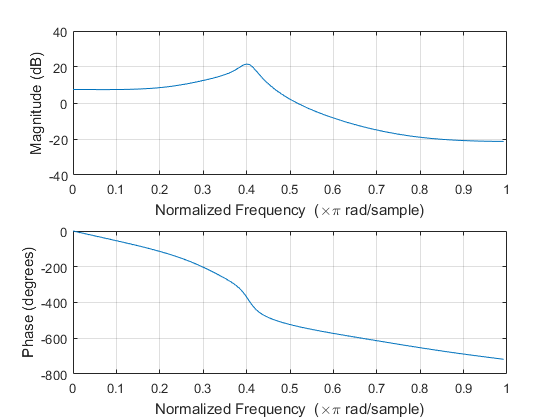 40
20
0
-20
-40
Magnitude (dB)
0 0.1 0.2 0.3 0.4 0.5 0.6 0.7 0.8 0.9 1
Normalized Frequency (×π rad/sample)
0
-200
-400
-600
-800
Phase (degrees)
0 0.1 0.2 0.3 0.4 0.5 0.6 0.7 0.8 0.9 1
Normalized Frequency (×π rad/sample)